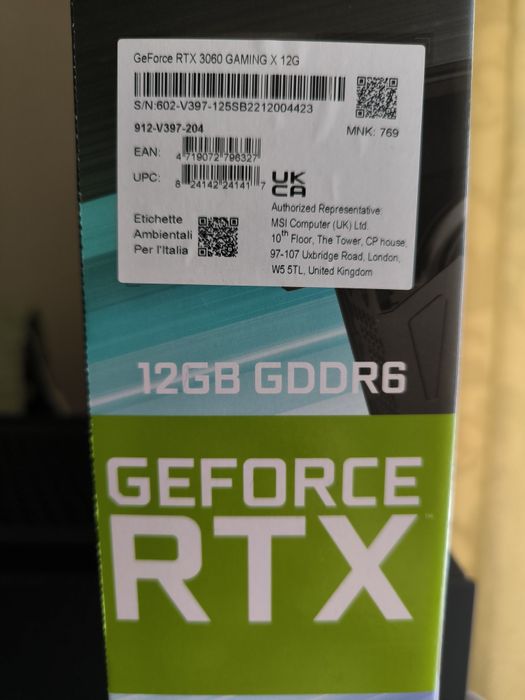 GeForce RTX 3060 GAMING X 12G
S/N:602-V397-125SB2212004423
912-V397-204
MNK: 769
EAN:
4 719072 796327
UPC:
8 24142 24141 7
UK
CA
Etichette
Ambientali
Per l'Italia
Authorized Representative:
MSI Computer (UK) Ltd.
10th Floor, The Tower, CP house,
97-107 Uxbridge Road, London,
W5 5TL, United Kingdom
12GB GDDR6
GEFORCE
RTX™